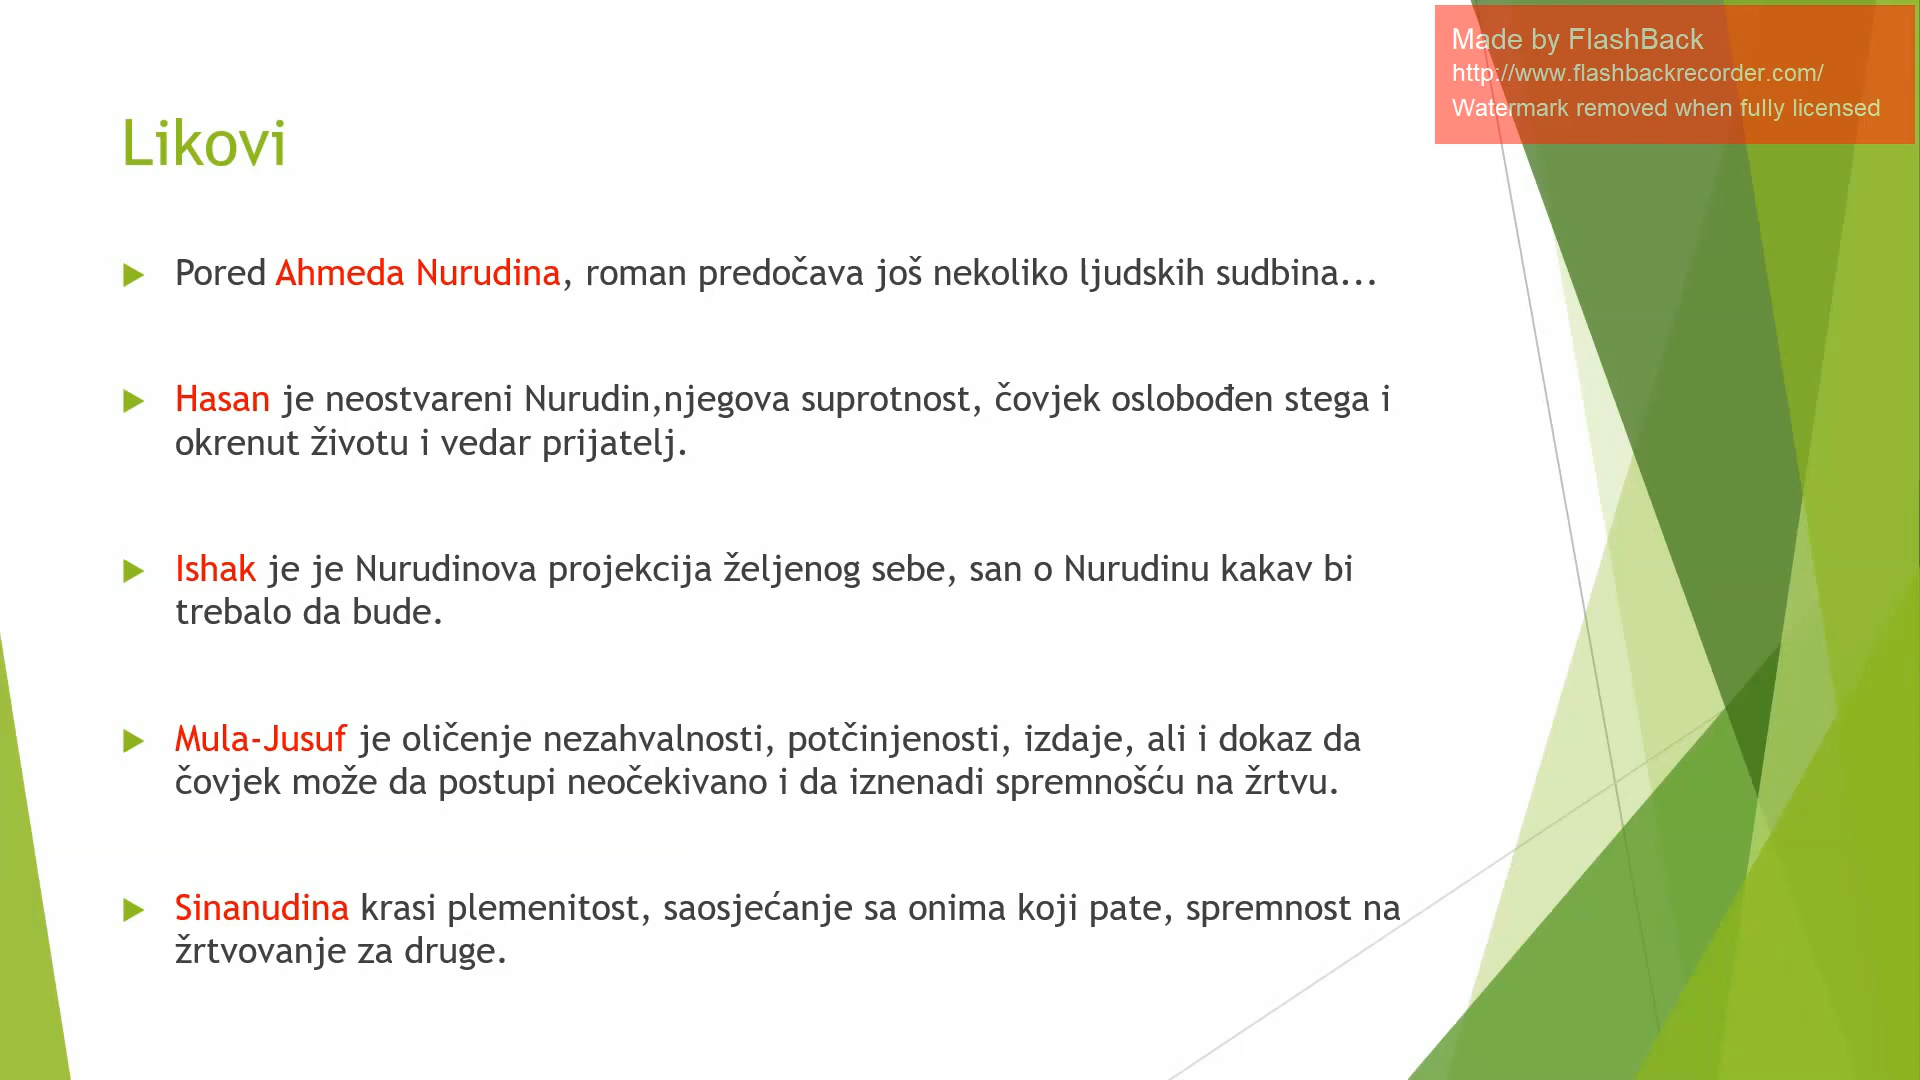 Made by FlashBack
http://www.flashbackrecorder.com/
Watermark removed when fully licensed
Likovi
Pored Ahmeda Nurudina, roman predočava još nekoliko ljudskih sudbina...
Hasan je neostvareni Nurudin,njegova suprotnost, čovjek oslobođen stega i
okrenut životu i vedar prijatelj.
Ishak je je Nurudinova projekcija željenog sebe, san o Nurudinu kakav bi
trebalo da bude.
Mula-Jusuf je oličenje nezahvalnosti, potčinjenosti, izdaje, ali i dokaz da
čovjek može da postupi neočekivano i da iznenadi spremnošću na žrtvu.
Sinanudina krasi plemenitost, saosjećanje sa onima koji pate, spremnost na
žrtvovanje za druge.